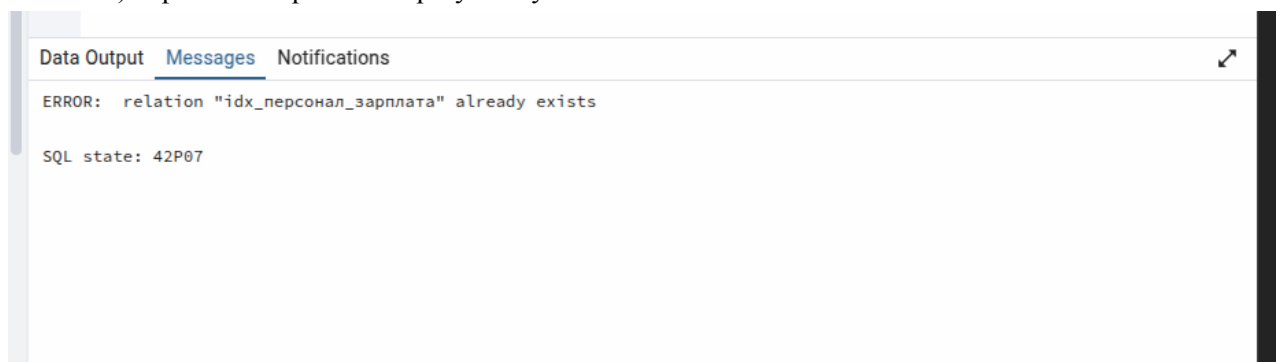 Data Output Messages Notifications
ERROR:  relation "idx_персонал_зарплата" already exists
SQL state: 42P07